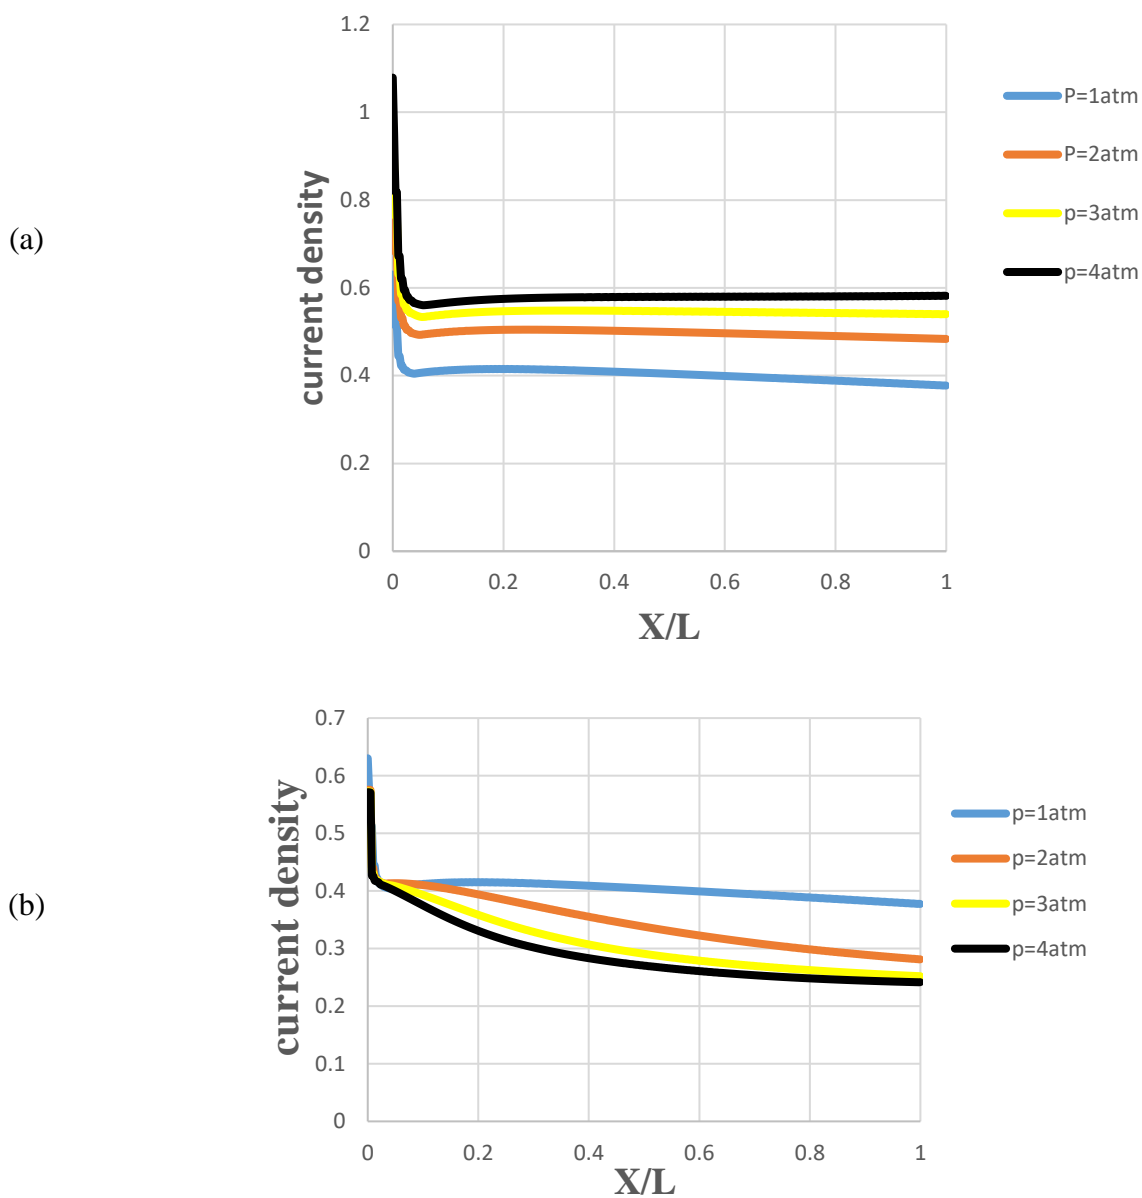 (a)
current density
1.2
1
0.8
0.6
0.4
0.2
0
0 0.2 0.4 0.6 0.8 1
X/L
P=1atm
P=2atm
p=3atm
p=4atm
(b)
current density
0.7
0.6
0.5
0.4
0.3
0.2
0.1
0
0 0.2 0.4 0.6 0.8 1
X/L
p=1atm
p=2atm
p=3atm
p=4atm